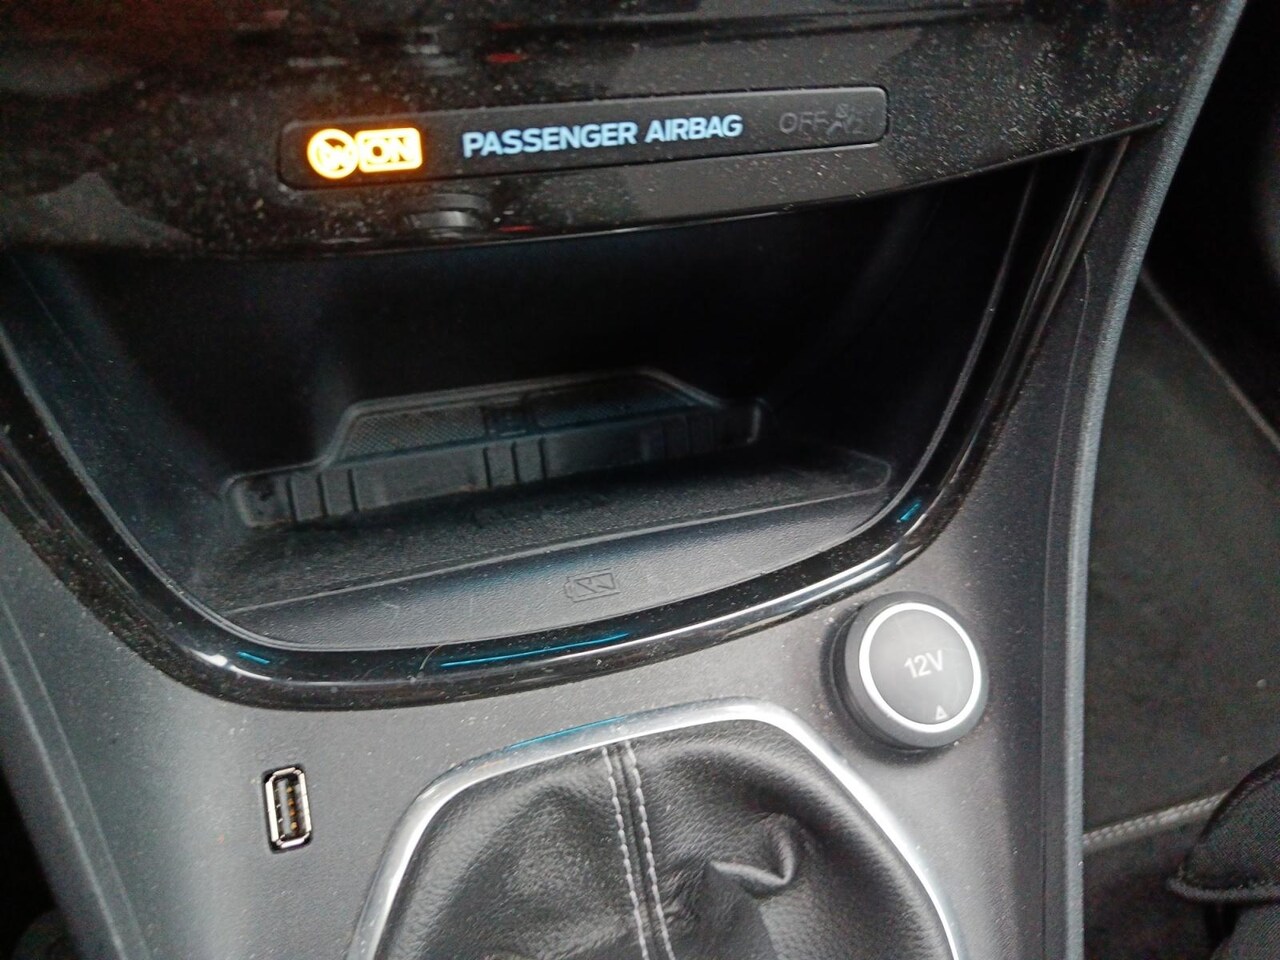 ON PASSENGER AIRBAG OFF
12V